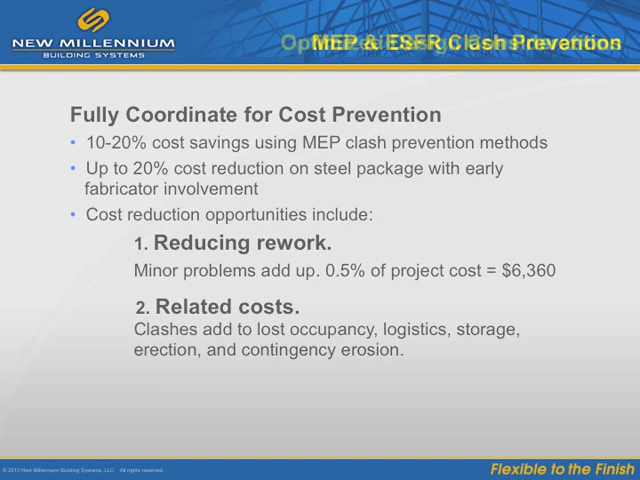 NEW MILLENNIUM
BUILDING SYSTEMS
MEP & ESFR Clash Prevention
Fully Coordinate for Cost Prevention
• 10-20% cost savings using MEP clash prevention methods
• Up to 20% cost reduction on steel package with early
fabricator involvement
• Cost reduction opportunities include:
1. Reducing rework.
Minor problems add up. 0.5% of project cost = $6,360
2. Related costs.
Clashes add to lost occupancy, logistics, storage,
erection, and contingency erosion.
© 2013 New Millennium Building Systems, LLC All rights reserved.
Flexible to the Finish